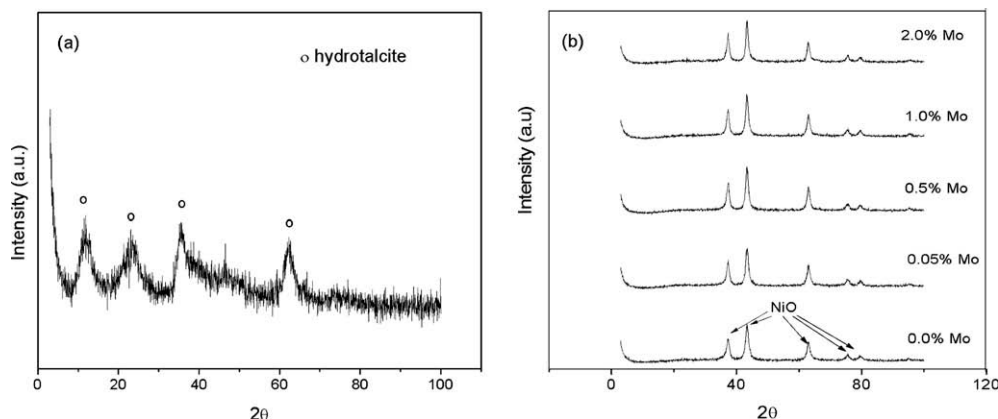 (a)
o hydrotalcite
o
o
o
o
Intensity (a.u.)
0 20 40 60 80 100
2θ
(b)
2.0% Mo
1.0% Mo
0.5% Mo
0.05% Mo
NiO
0.0% Mo
Intensity (a.u)
0 40 80 120
2θ